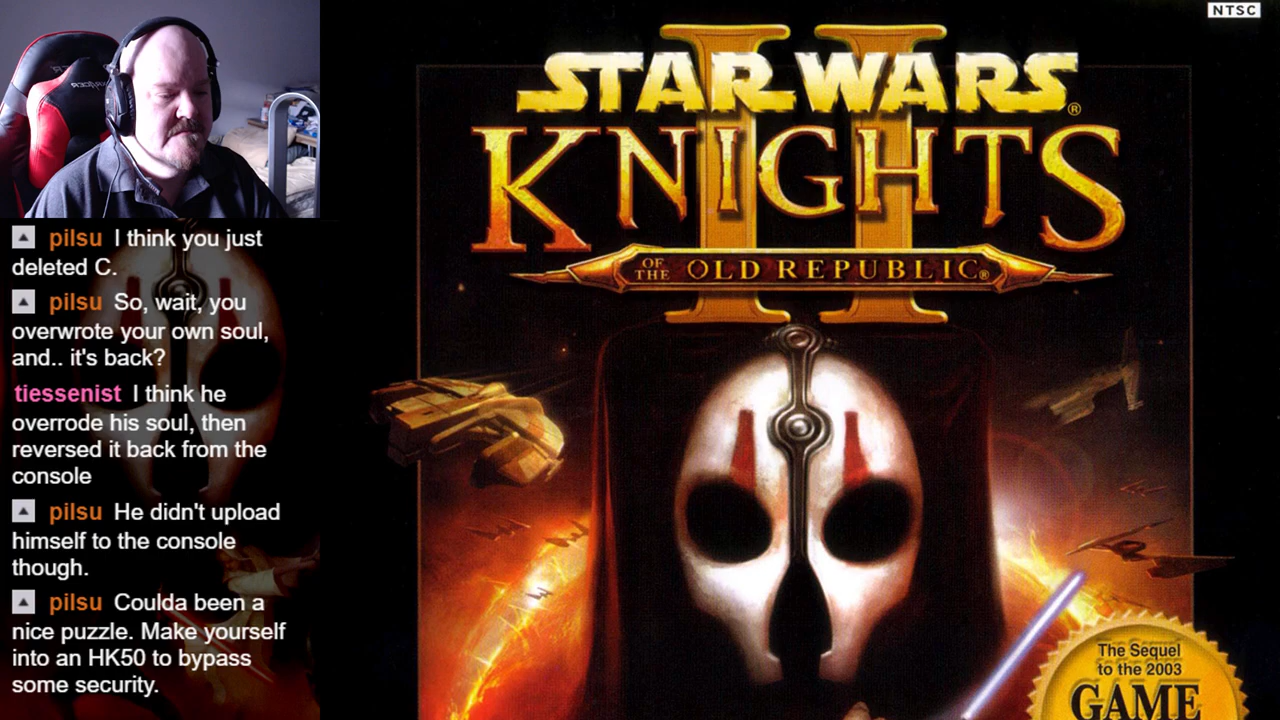 NTSC
II
STAR WARS®
KNIGHTS
OF THE OLD REPUBLIC®
pilsu I think you just
deleted C.
pilsu So, wait, you
overwrote your own soul,
and.. it's back?
tiessenist I think he
overrode his soul, then
reversed it back from the
console
pilsu He didn't upload
himself to the console
though.
pilsu Coulda been a
nice puzzle. Make yourself
into an HK50 to bypass
some security.
The Sequel
to the 2003
GAME